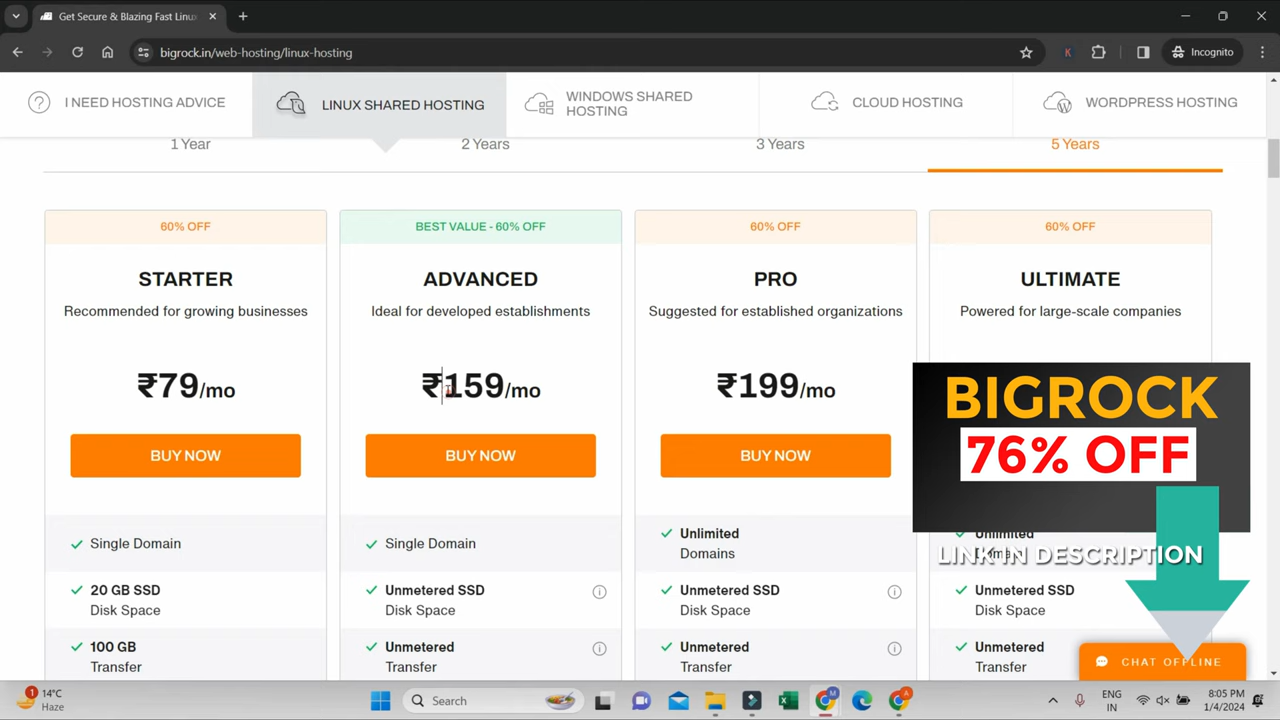 Get Secure & Blazing Fast Linu
bigrock.in/web-hosting/linux-hosting
Incognito
I NEED HOSTING ADVICE
LINUX SHARED HOSTING
WINDOWS SHARED
HOSTING
CLOUD HOSTING
WORDPRESS HOSTING
1 Year
2 Years
3 Years
5 Years
60% OFF
BEST VALUE - 60% OFF
60% OFF
60% OFF
STARTER
ADVANCED
PRO
ULTIMATE
Recommended for growing businesses
Ideal for developed establishments
Suggested for established organizations
Powered for large-scale companies
₹79/mo
₹159/mo
₹199/mo
BIGROCK
76% OFF
BUY NOW
BUY NOW
BUY NOW
Single Domain
Single Domain
Unlimited
Domains
Unlimited
LINK IN DESCRIPTION
20 GB SSD
Disk Space
Unmetered SSD
Disk Space
Unmetered SSD
Disk Space
Unmetered SSD
Disk Space
100 GB
Transfer
Unmetered
Transfer
Unmetered
Transfer
Unmetered
Transfer
CHAT OFFLINE
1
14°C
Haze
Search
ENG
IN
8:05 PM
1/4/2024